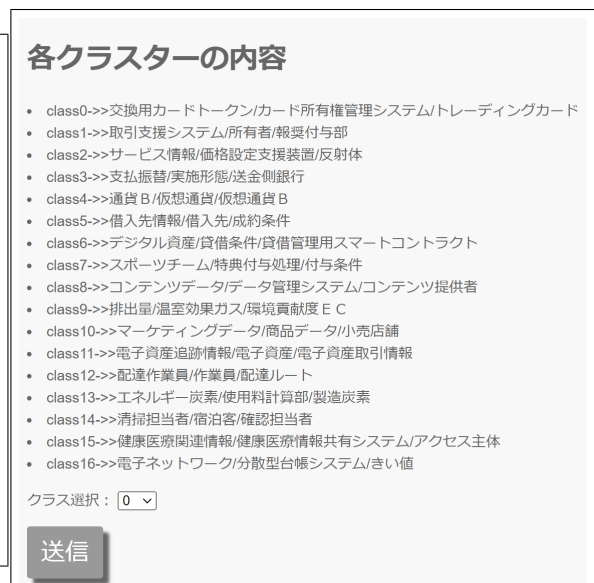 各クラスターの内容
• class0->>交換用カードトークン/カード所有権管理システム/トレーディングカード
• class1->>取引支援システム/所有者/報奨付与部
• class2->>サービス情報/価格設定支援装置/反射体
• class3->>支払振替/実施形態/送金側銀行
• class4->>通貨Ｂ/仮想通貨/仮想通貨Ｂ
• class5->>借入先情報/借入先/成約条件
• class6->>デジタル資産/貸借条件/貸借管理用スマートコントラクト
• class7->>スポーツチーム/特典付与処理/付与条件
• class8->>コンテンツデータ/データ管理システム/コンテンツ提供者
• class9->>排出量/温室効果ガス/環境貢献度ＥＣ
• class10->>マーケティングデータ/商品データ/小売店舗
• class11->>電子資産追跡情報/電子資産/電子資産取引情報
• class12->>配達作業員/作業員/配達ルート
• class13->>エネルギー炭素/使用料計算部/製造炭素
• class14->>清掃担当者/宿泊客/確認担当者
• class15->>健康医療関連情報/健康医療情報共有システム/アクセス主体
• class16->>電子ネットワーク/分散型台帳システム/きい値
クラス選択： 0
送信